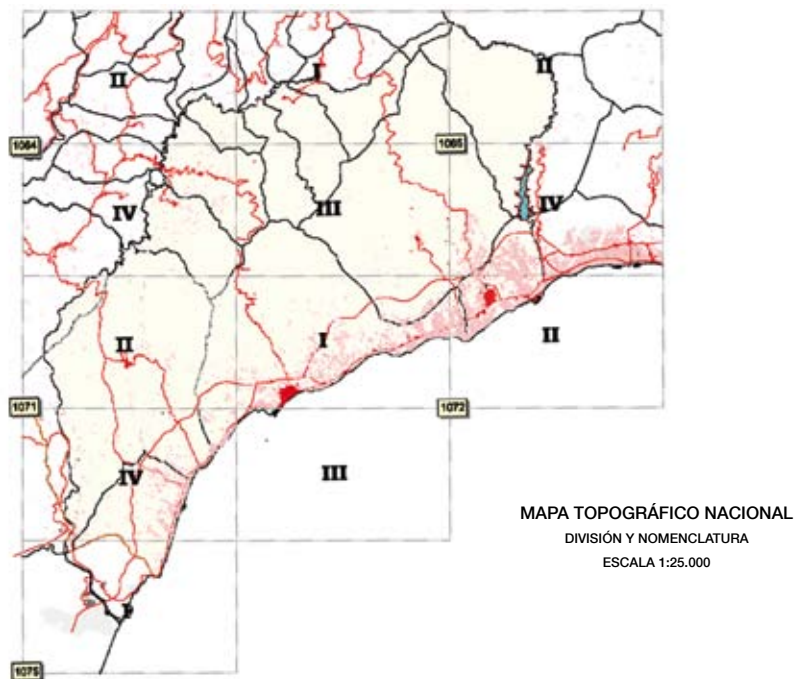 II I II
1064 1065
IV III IV
II I II
1071 1072
IV III
MAPA TOPOGRÁFICO NACIONAL
DIVISIÓN Y NOMENCLATURA
ESCALA 1:25.000
1075